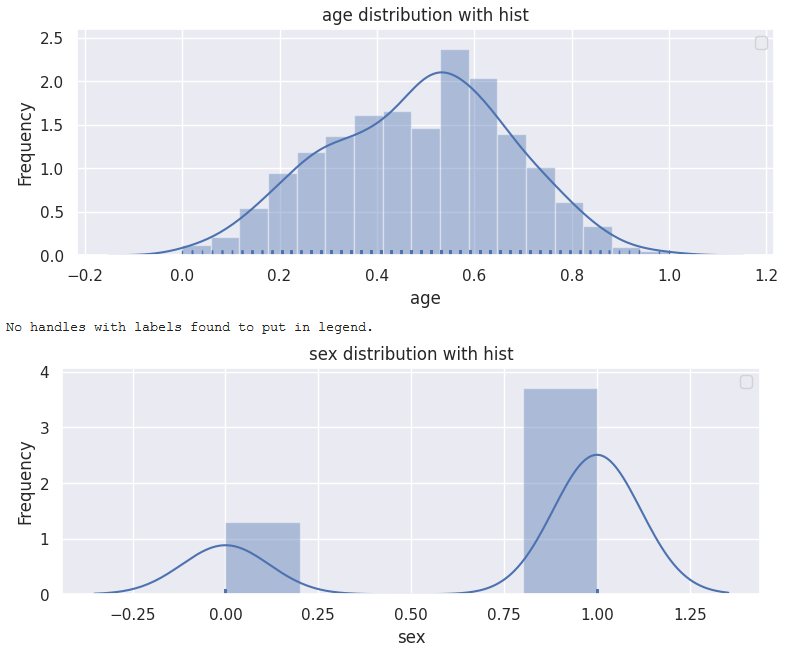 age distribution with hist
2.5
2.0
1.5
1.0
0.5
0.0
Frequency
−0.2 0.0 0.2 0.4 0.6 0.8 1.0 1.2
age
No handles with labels found to put in legend.
sex distribution with hist
4
3
2
1
0
Frequency
−0.25 0.00 0.25 0.50 0.75 1.00 1.25
sex